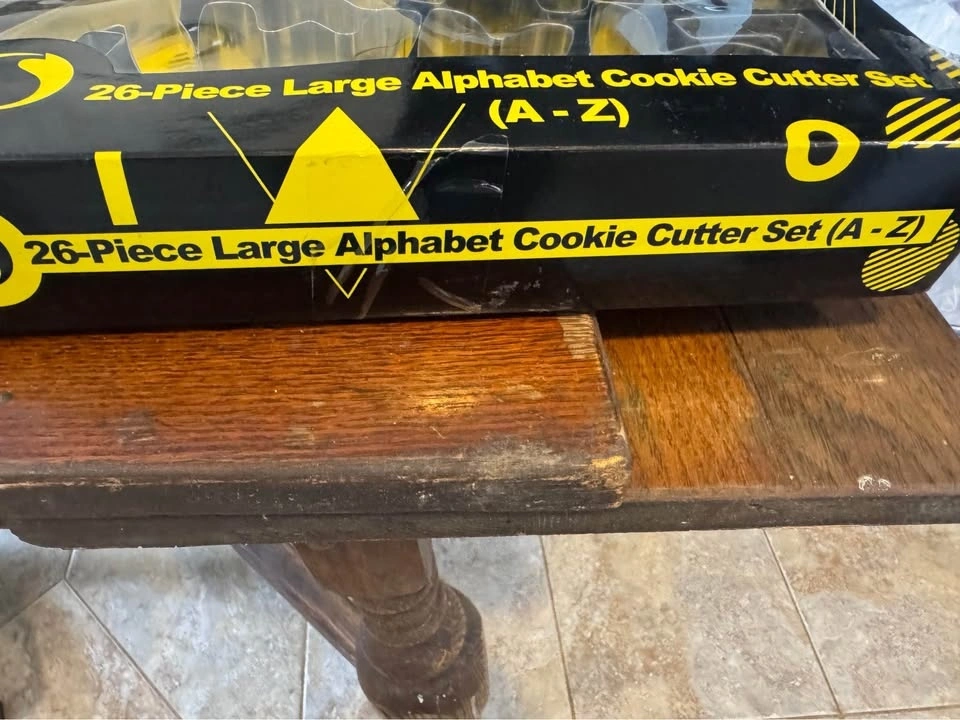 26-Piece Large Alphabet Cookie Cutter Set
(A - Z)
26-Piece Large Alphabet Cookie Cutter Set (A - Z)